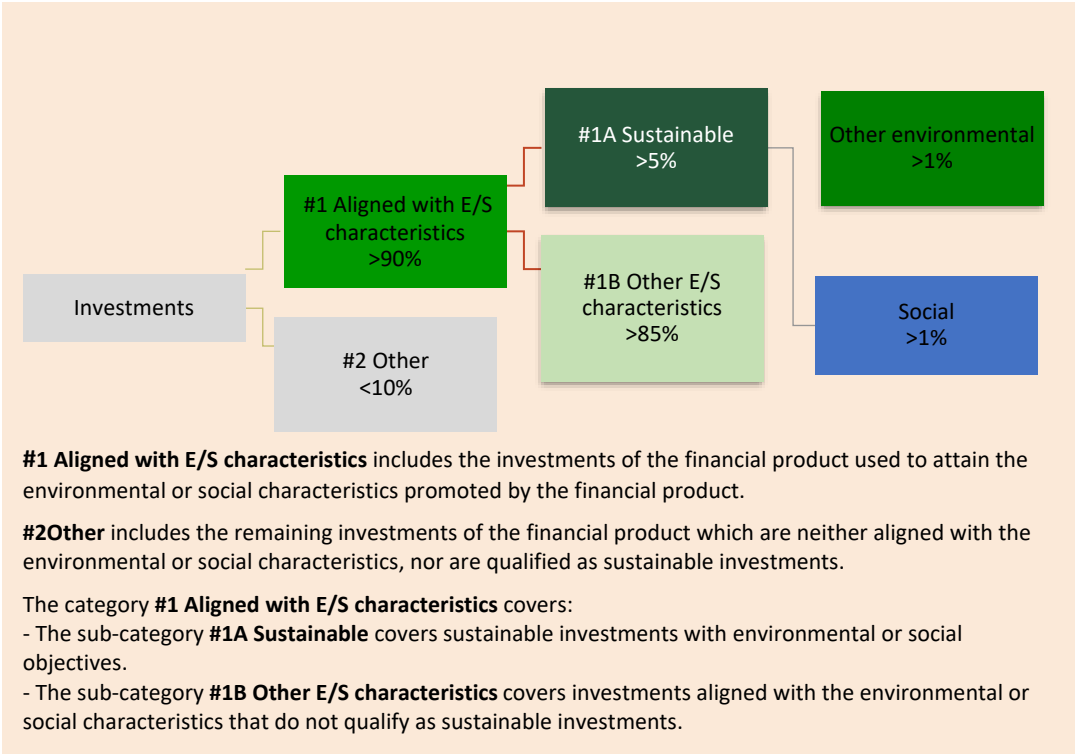 #1A Sustainable
>5%
Other environmental
>1%
#1 Aligned with E/S
characteristics
>90%
#1B Other E/S
characteristics
>85%
Investments
Social
>1%
#2 Other
<10%
#1 Aligned with E/S characteristics includes the investments of the financial product used to attain the
environmental or social characteristics promoted by the financial product.
#2Other includes the remaining investments of the financial product which are neither aligned with the
environmental or social characteristics, nor are qualified as sustainable investments.
The category #1 Aligned with E/S characteristics covers:
- The sub-category #1A Sustainable covers sustainable investments with environmental or social
objectives.
- The sub-category #1B Other E/S characteristics covers investments aligned with the environmental or
social characteristics that do not qualify as sustainable investments.